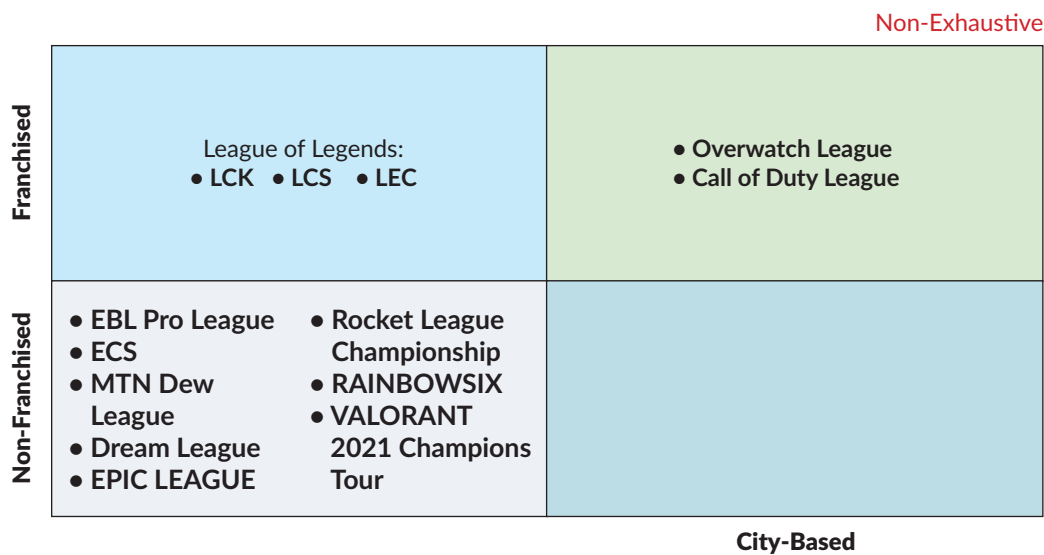 Non-Exhaustive
Franchised
League of Legends:
• LCK • LCS • LEC
• Overwatch League
• Call of Duty League
Non-Franchised
• EBL Pro League
• ECS
• MTN Dew
League
• Dream League
• EPIC LEAGUE
• Rocket League
Championship
• RAINBOWSIX
• VALORANT
2021 Champions
Tour
City-Based